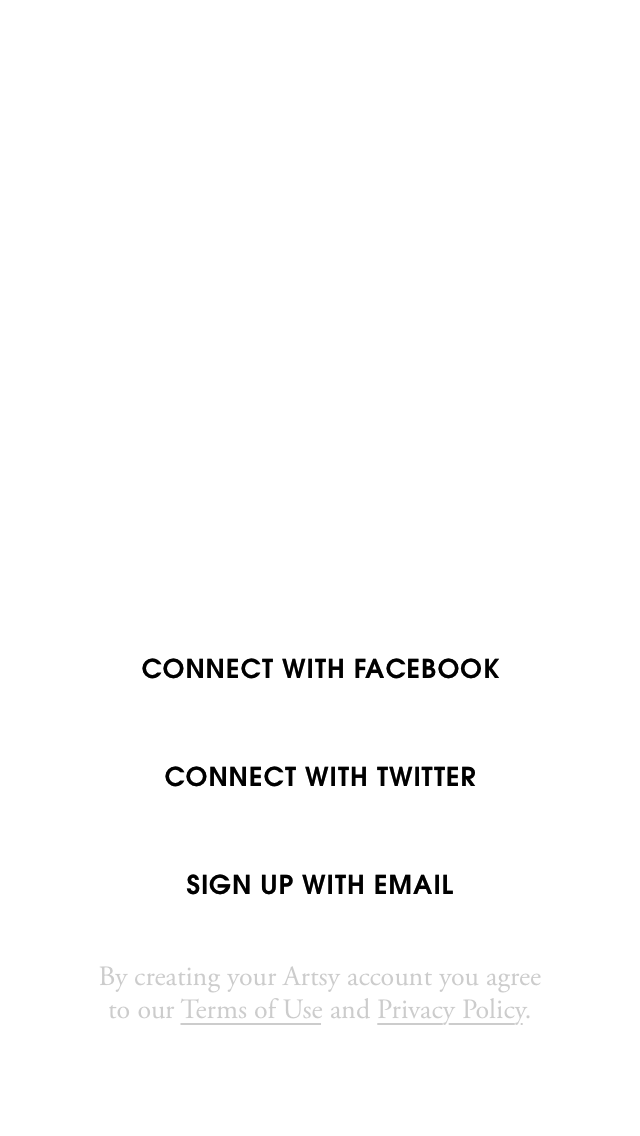 CONNECT WITH FACEBOOK
CONNECT WITH TWITTER
SIGN UP WITH EMAIL
By creating your Artsy account you agree
to our Terms of Use and Privacy Policy.